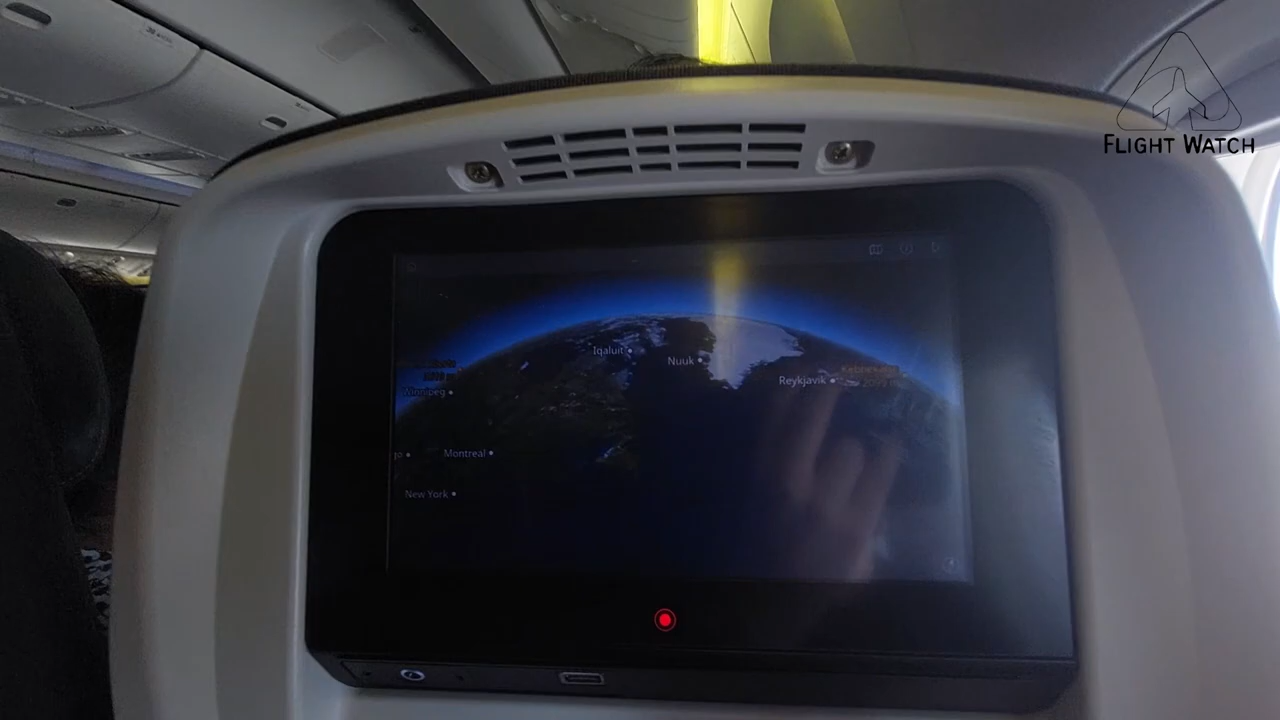 FLIGHT WATCH
Iqaluit
Nuuk
Reykjavik
Winnipeg
Montreal
New York